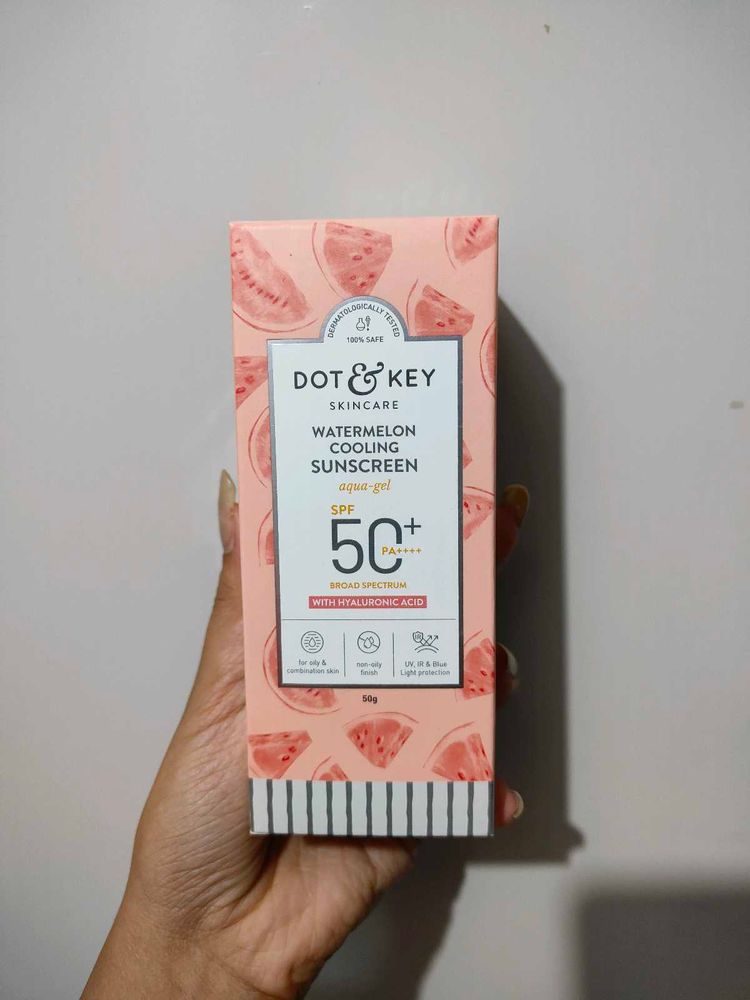 DERMATOLOGICALLY TESTED
100% SAFE
DOT & KEY
SKINCARE
WATERMELON
COOLING
SUNSCREEN
aqua-gel
SPF
50+
PA++++
BROAD SPECTRUM
WITH HYALURONIC ACID
for oily &
combination skin
non-oily
finish
UV, IR & Blue
Light protection
50g